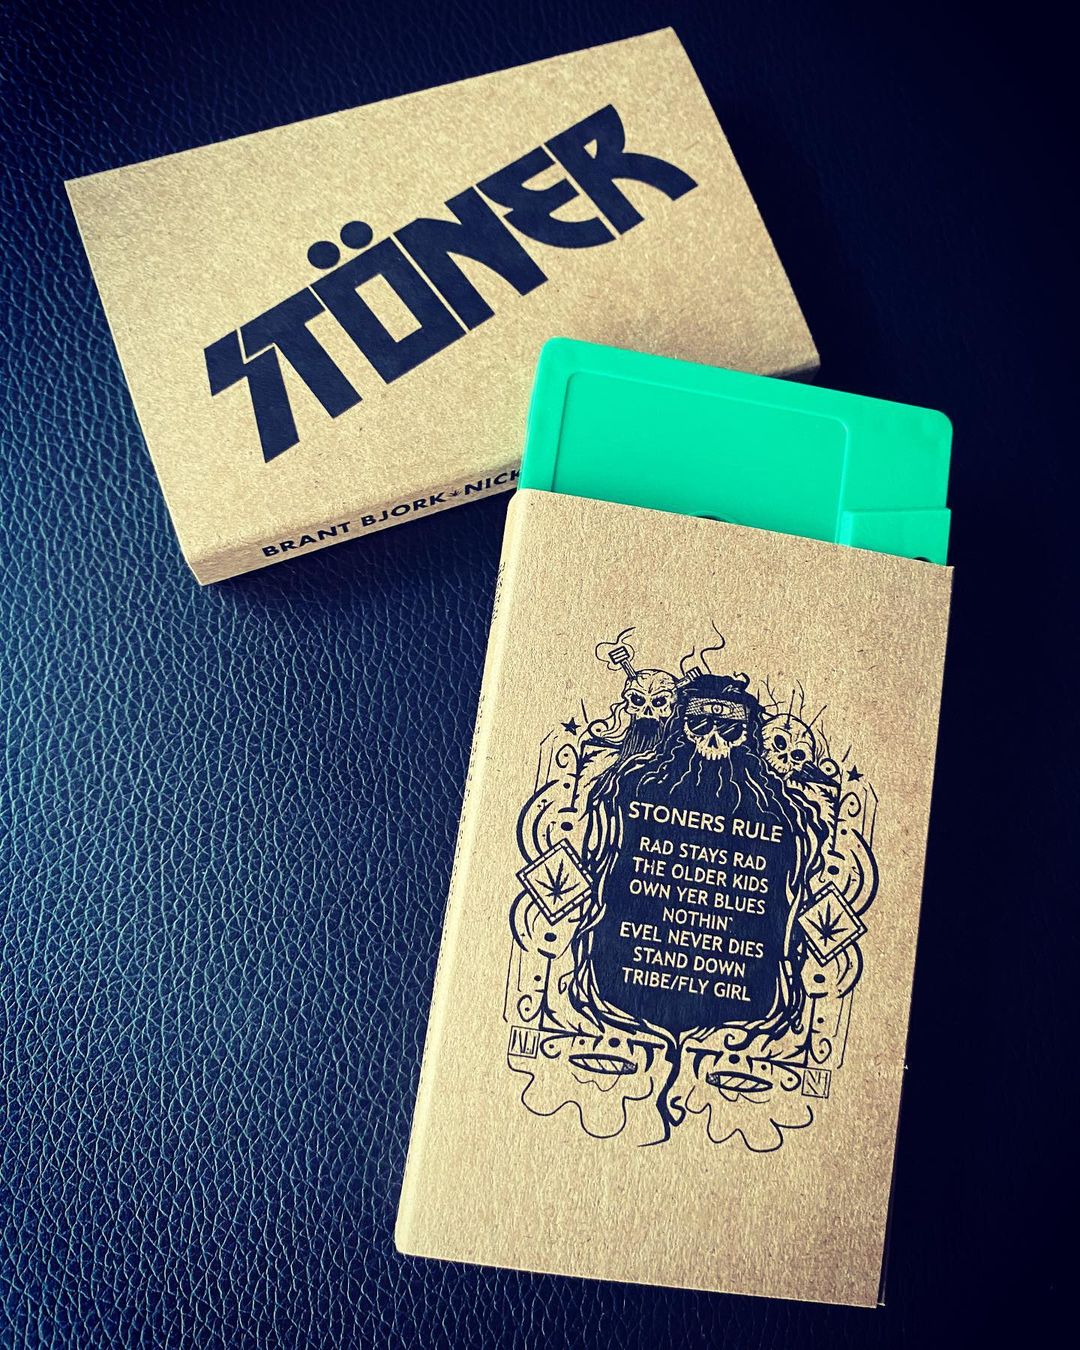 STÖNER
BRANT BJORK NICK
STONERS RULE
RAD STAYS RAD
THE OLDER KIDS
OWN YER BLUES
NOTHIN'
EVEL NEVER DIES
STAND DOWN
TRIBE/FLY GIRL
NH